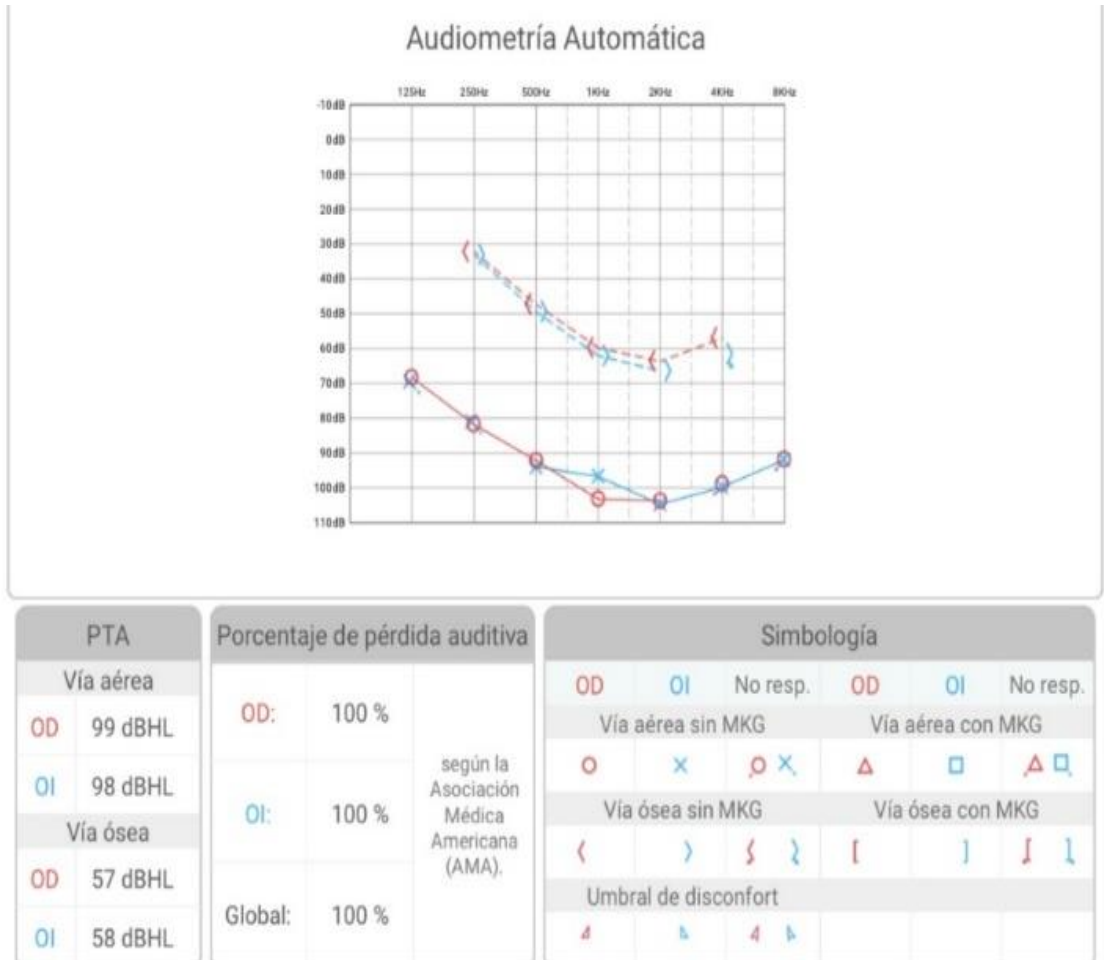 Audiometría Automática
125Hz 250Hz 500Hz 1KHz 2KHz 4KHz 8KHz
-10dB
0dB
10dB
20dB
30dB
40dB
50dB
60dB
70dB
80dB
90dB
100dB
110dB
PTA
Vía aérea
OD 99 dBHL
OI 98 dBHL
Vía ósea
OD 57 dBHL
OI 58 dBHL
Porcentaje de pérdida auditiva
OD: 100 %
OI: 100 %
Global: 100 %
según la
Asociación
Médica
Americana
(AMA).
Simbología
OD OI No resp. OD OI No resp.
Vía aérea sin MKG Vía aérea con MKG
Vía ósea sin MKG Vía ósea con MKG
Umbral de disconfort